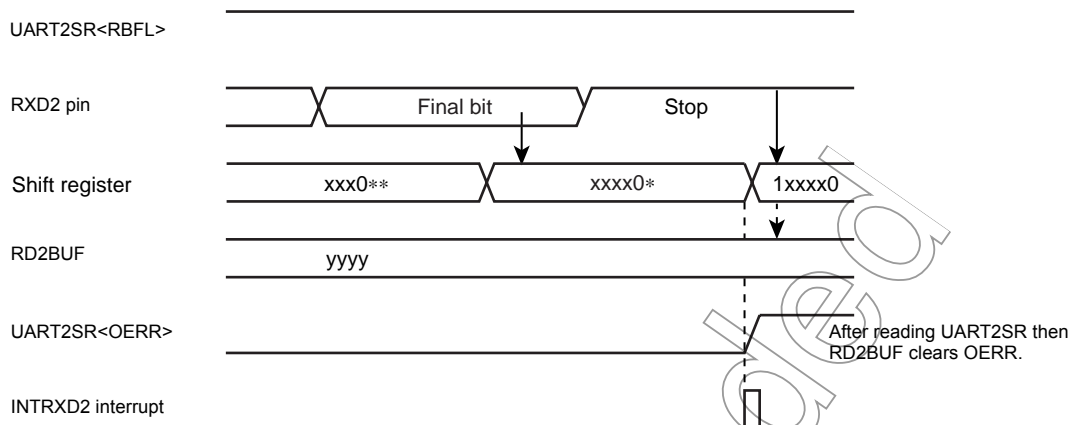 UART2SR<RBFL>
RXD2 pin Final bit Stop
Shift register xxx0** xxxx0* 1xxxx0
RD2BUF yyyy
UART2SR<OERR> After reading UART2SR then
RD2BUF clears OERR.
INTRXD2 interrupt